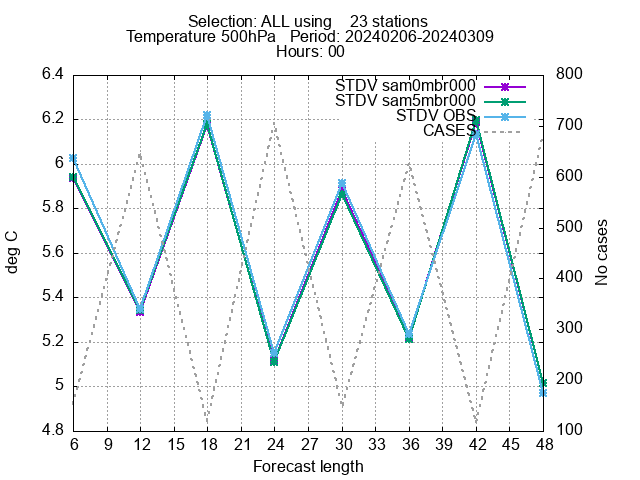 Selection: ALL using    23 stations
Temperature 500hPa   Period: 20240206-20240309
Hours: 00
STDV sam0mbr000
STDV sam5mbr000
STDV OBS
CASES
deg C
6.4
6.2
6
5.8
5.6
5.4
5.2
5
4.8
800
700
600
500
400
300
200
100
No cases
6 9 12 15 18 21 24 27 30 33 36 39 42 45 48
Forecast length